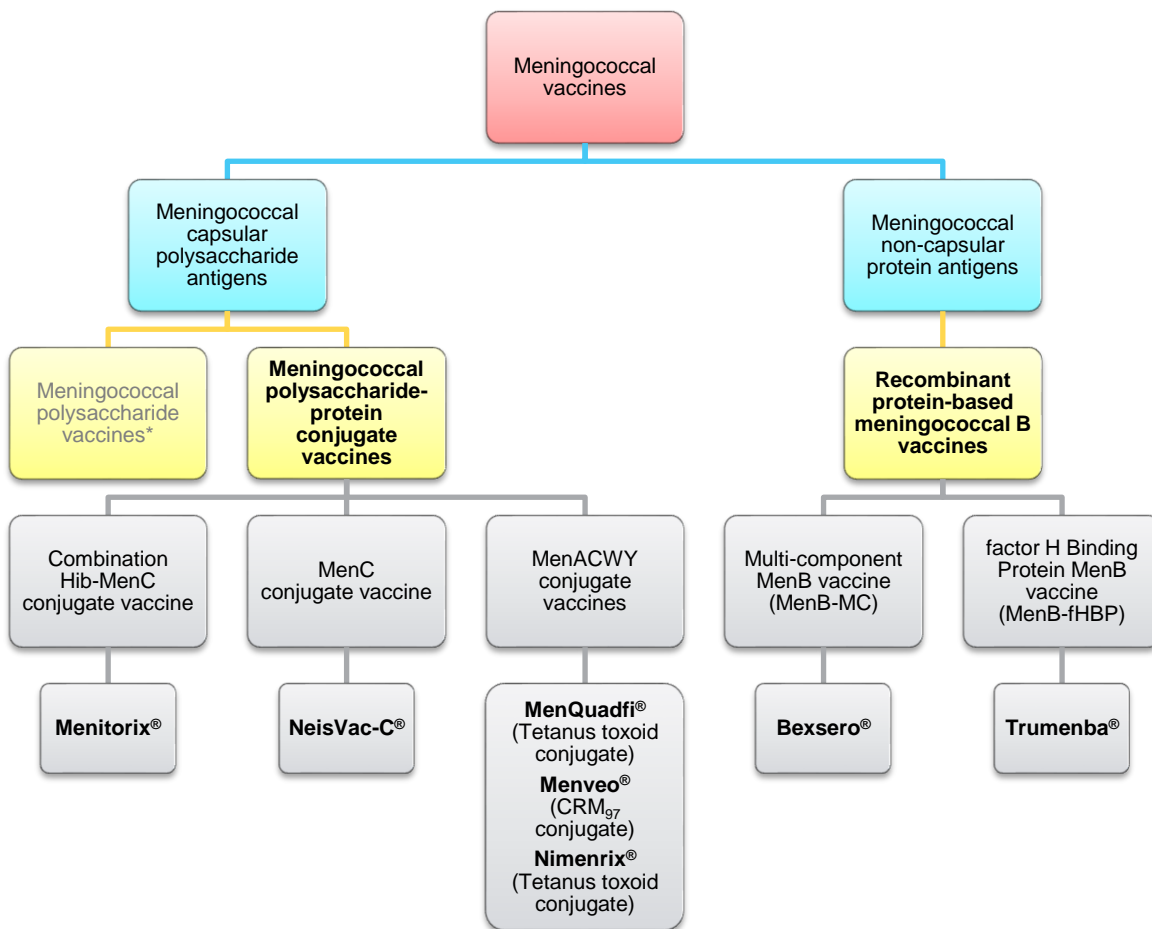 Meningococcal
vaccines
Meningococcal
capsular
polysaccharide
antigens
Meningococcal
non-capsular
protein antigens
Meningococcal
polysaccharide
vaccines*
Meningococcal
polysaccharide-
protein
conjugate
vaccines
Recombinant
protein-based
meningococcal B
vaccines
Combination
Hib-MenC
conjugate vaccine
MenC
conjugate vaccine
MenACWY
conjugate
vaccines
Multi-component
MenB vaccine
(MenB-MC)
factor H Binding
Protein MenB
vaccine
(MenB-fHBP)
Menitorix®
NeisVac-C®
MenQuadfi®
(Tetanus toxoid
conjugate)
Menveo®
(CRM₉₇
conjugate)
Nimenrix®
(Tetanus toxoid
conjugate)
Bexsero®
Trumenba®